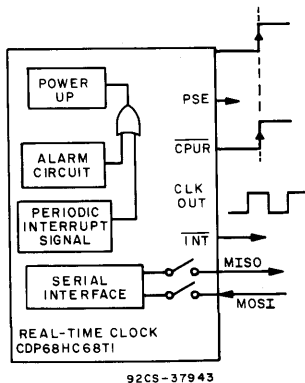 POWER
UP
PSE
CPUR
ALARM
CIRCUIT
CLK
OUT
PERIODIC
INTERRUPT
SIGNAL
INT
MISO
SERIAL
INTERFACE
MOSI
REAL-TIME CLOCK
CDP68HC68T1
92CS-37943